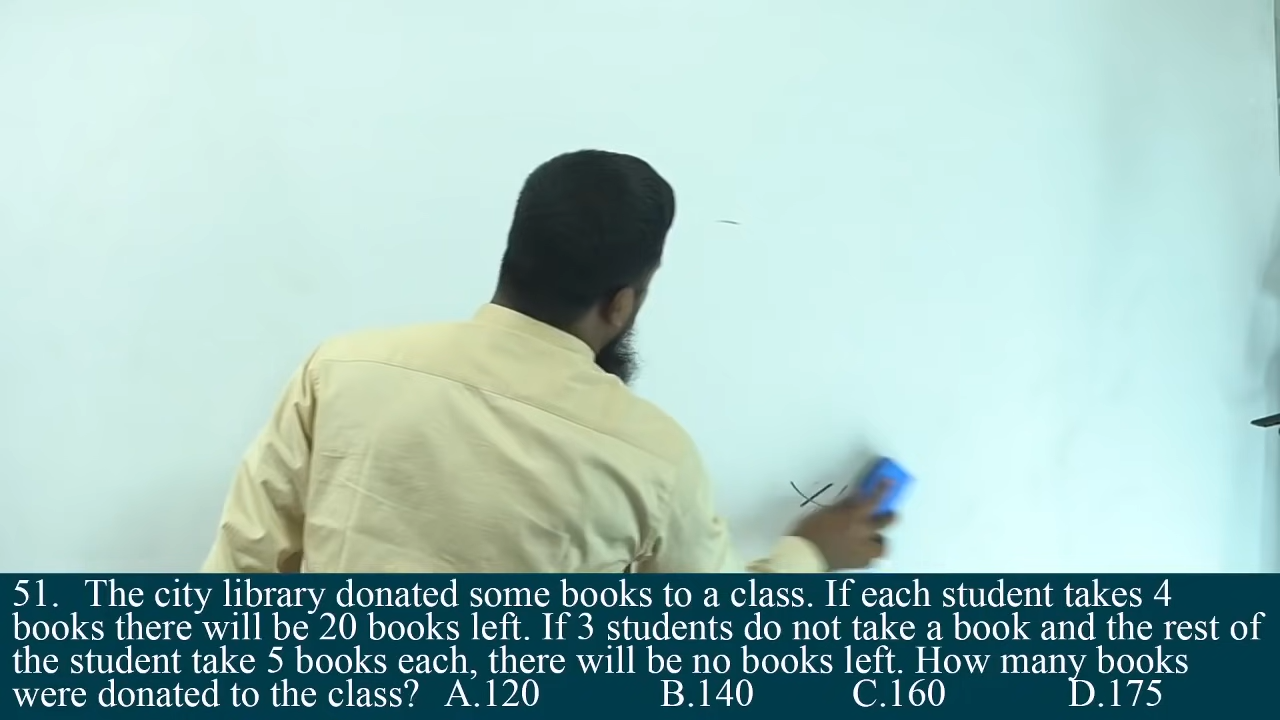 x
51. The city library donated some books to a class. If each student takes 4
books there will be 20 books left. If 3 students do not take a book and the rest of
the student take 5 books each, there will be no books left. How many books
were donated to the class? A.120 B.140 C.160 D.175